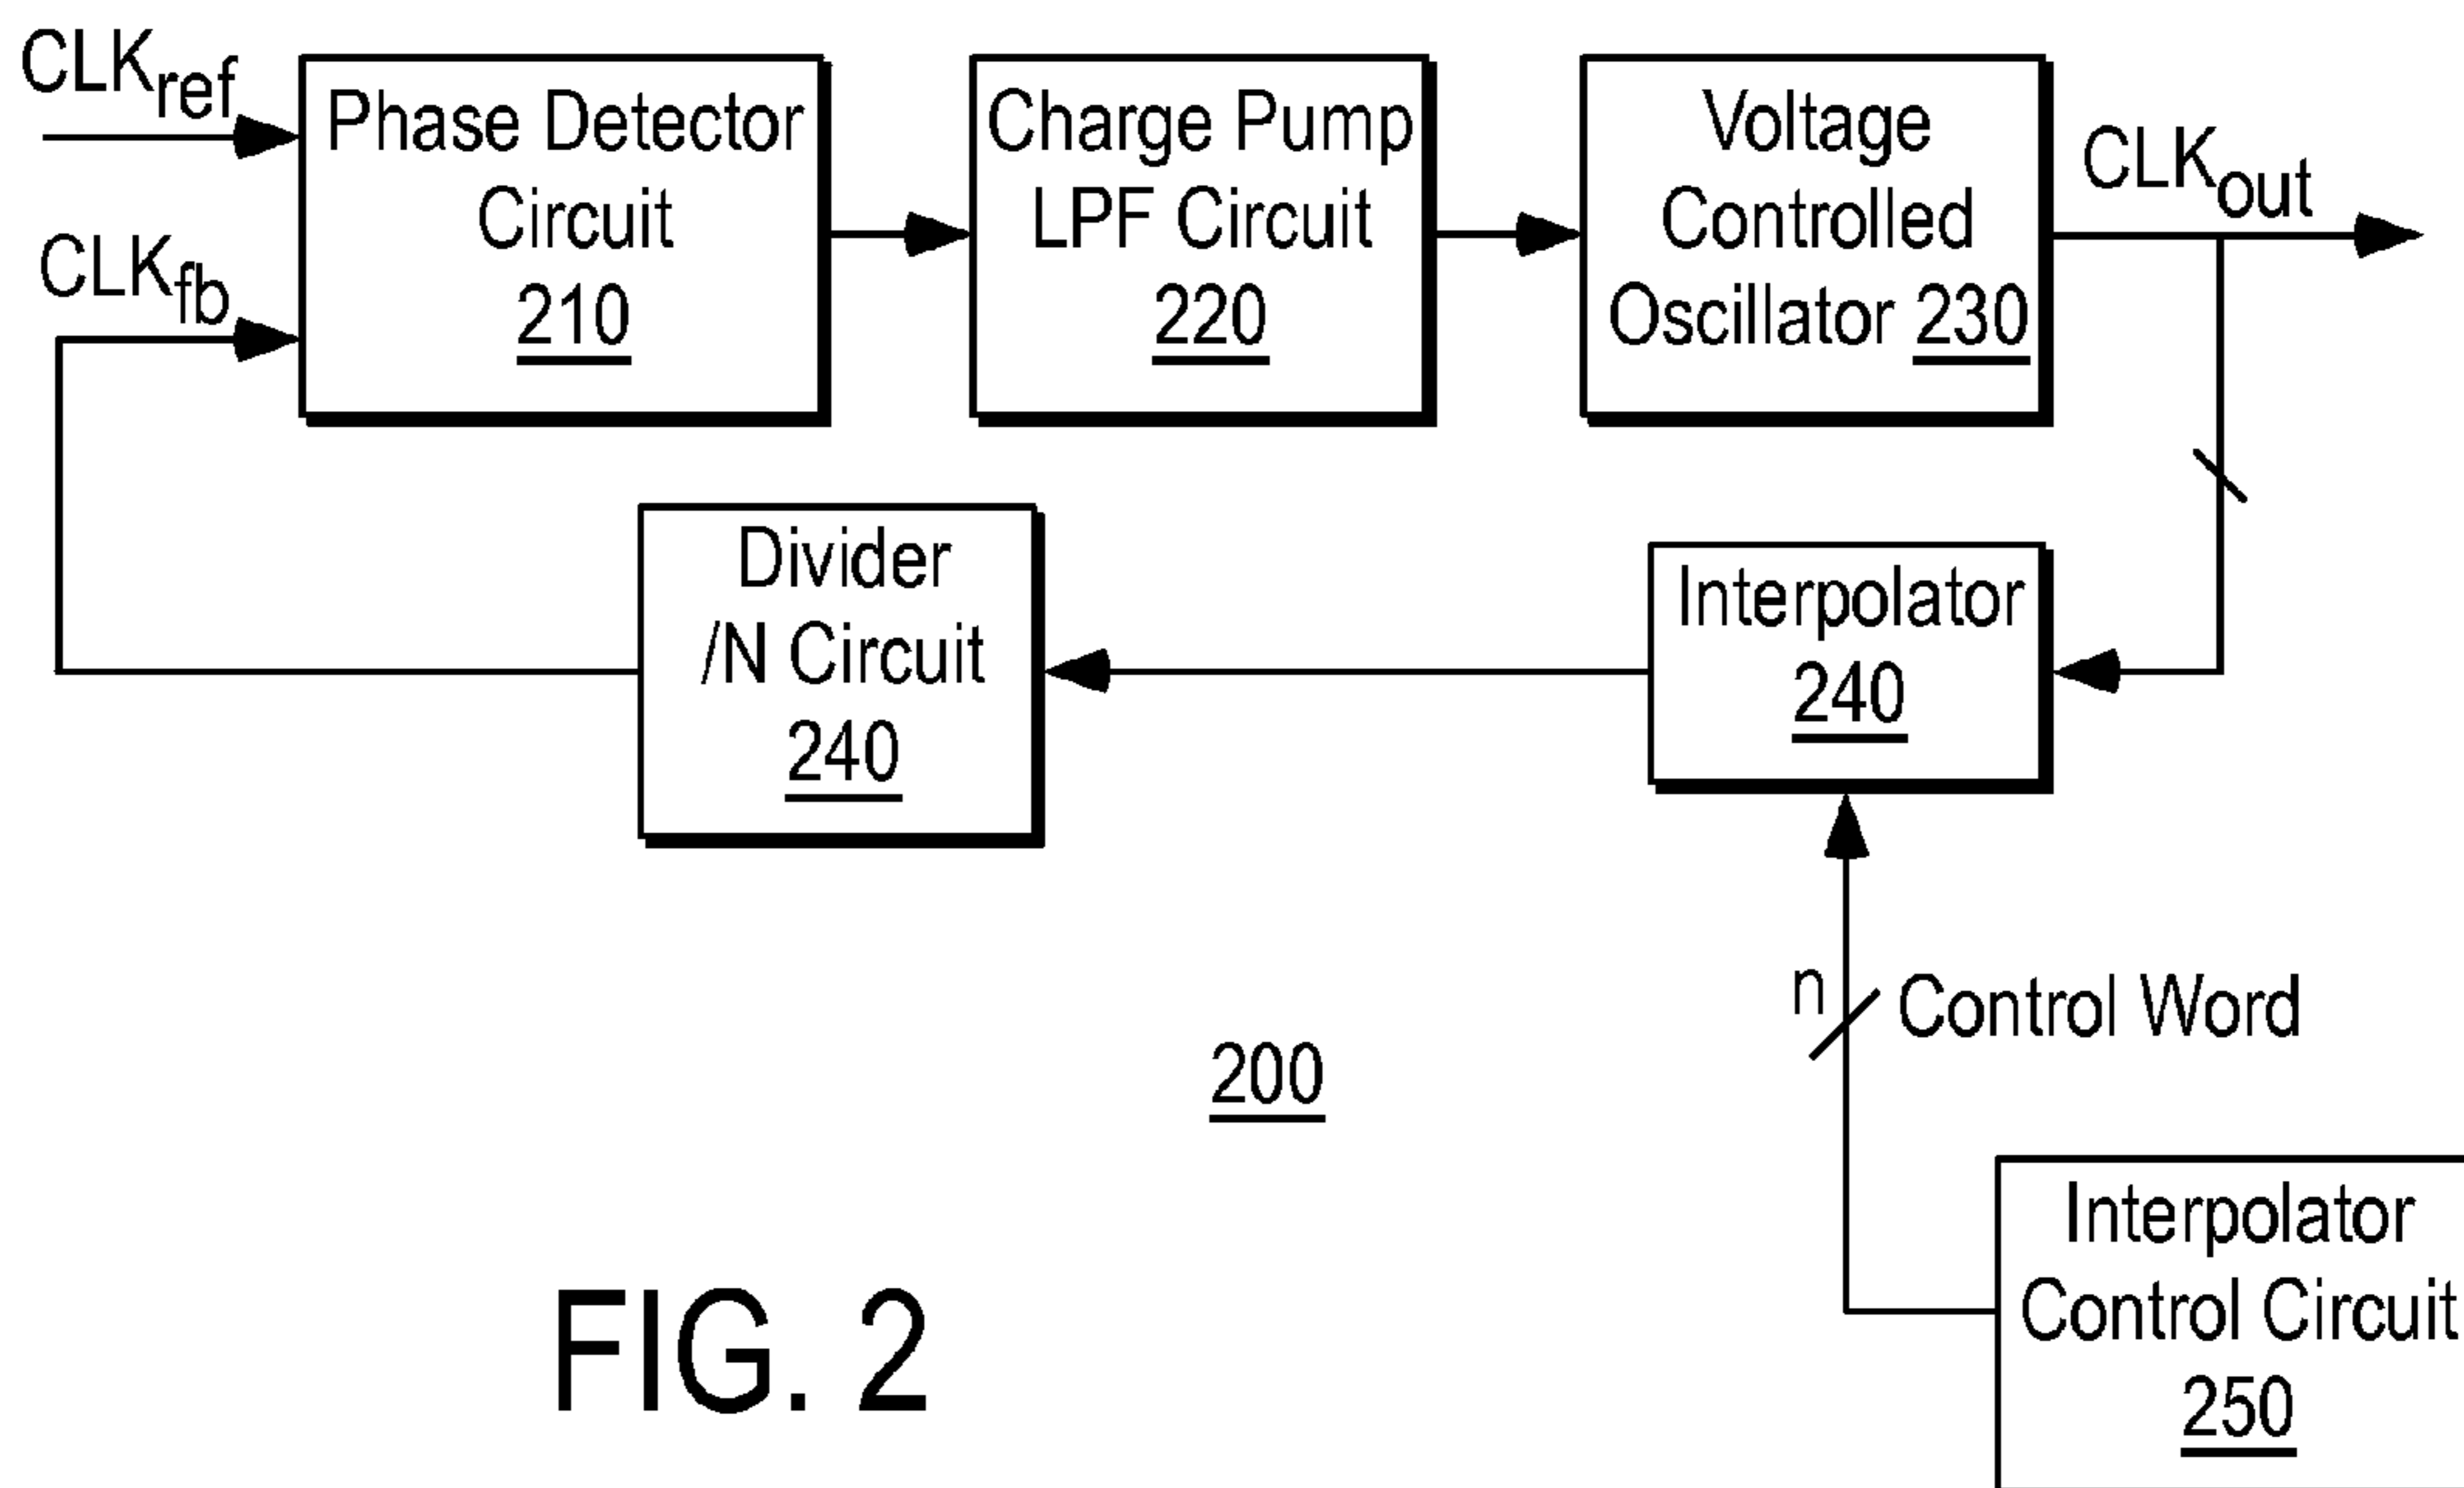 CLKref
CLKfb
Phase Detector
Circuit
210
Charge Pump
LPF Circuit
220
Voltage
Controlled
Oscillator 230
CLKout
Divider
/N Circuit
240
Interpolator
240
n
Control Word
200
Interpolator
Control Circuit
250
FIG. 2